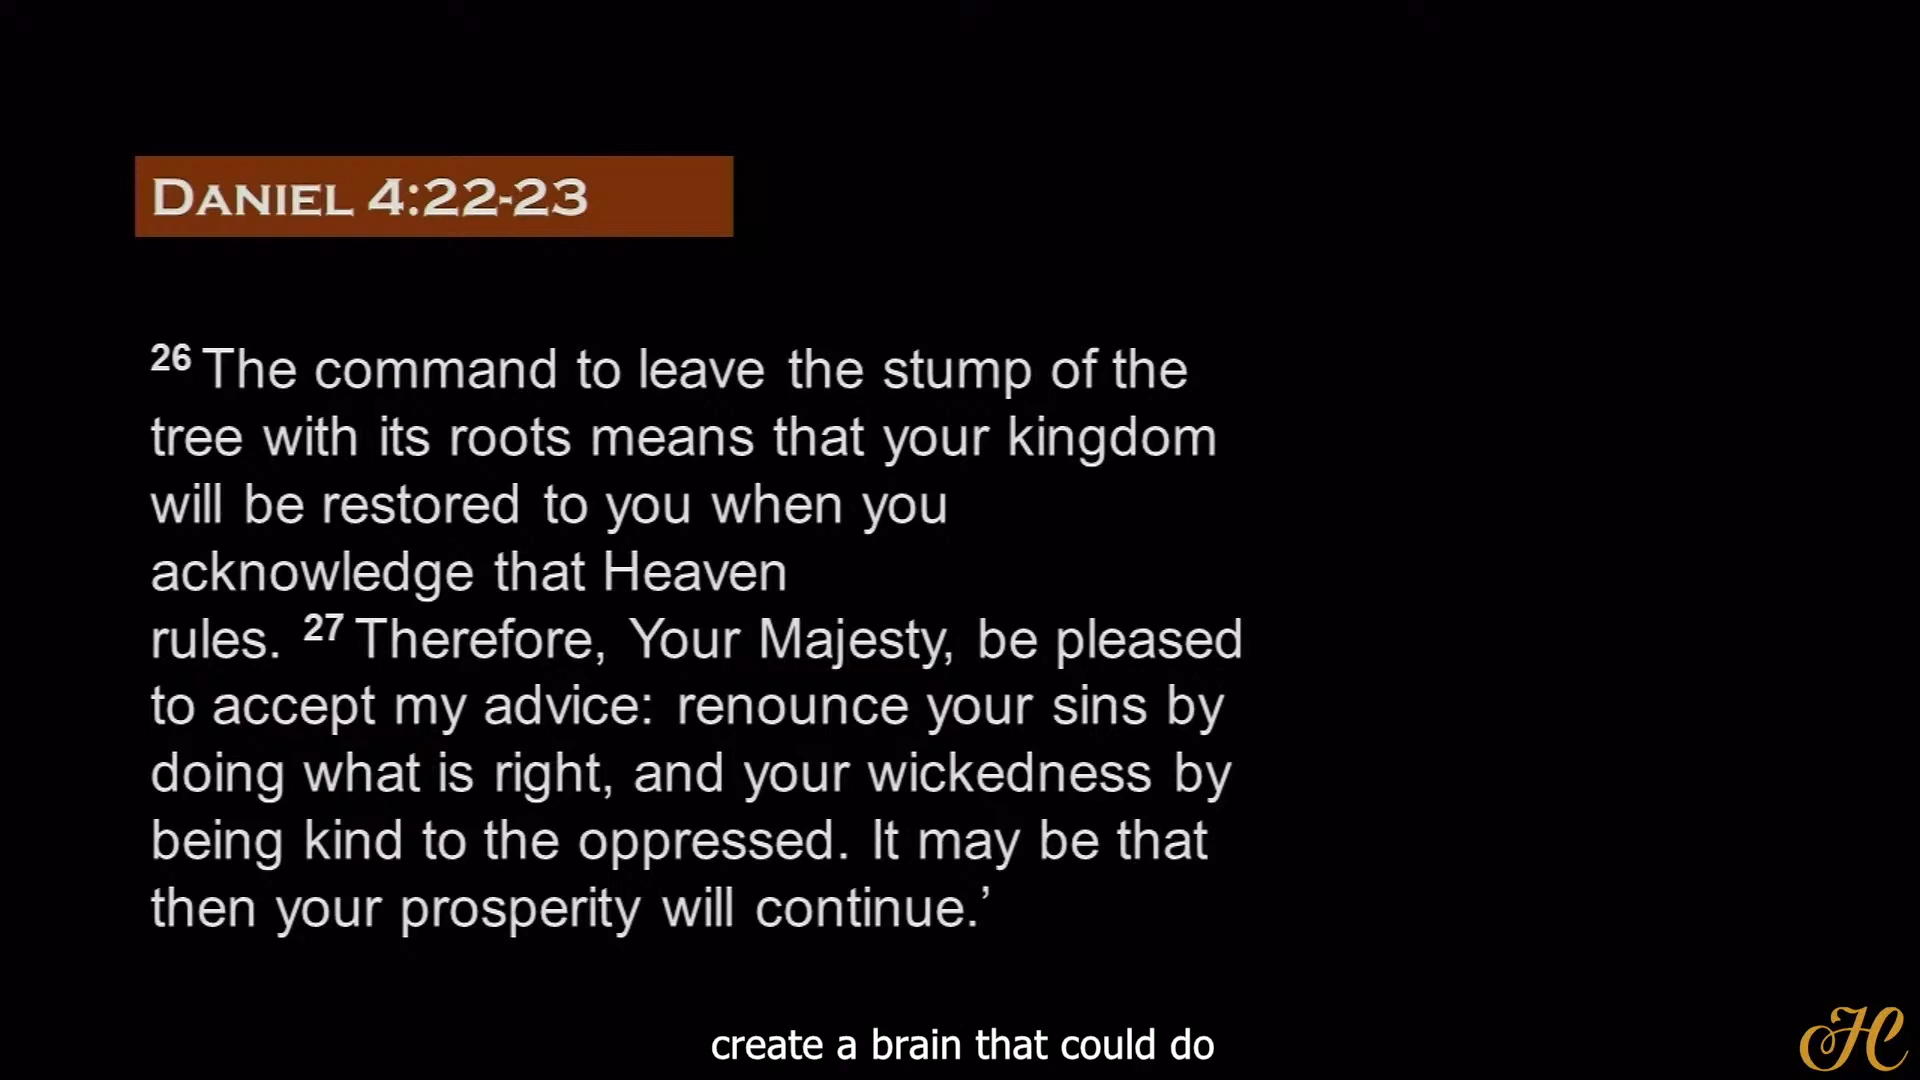 Daniel 4:22-23
26 The command to leave the stump of the
tree with its roots means that your kingdom
will be restored to you when you
acknowledge that Heaven
rules. 27 Therefore, Your Majesty, be pleased
to accept my advice: renounce your sins by
doing what is right, and your wickedness by
being kind to the oppressed. It may be that
then your prosperity will continue.’
create a brain that could do
H